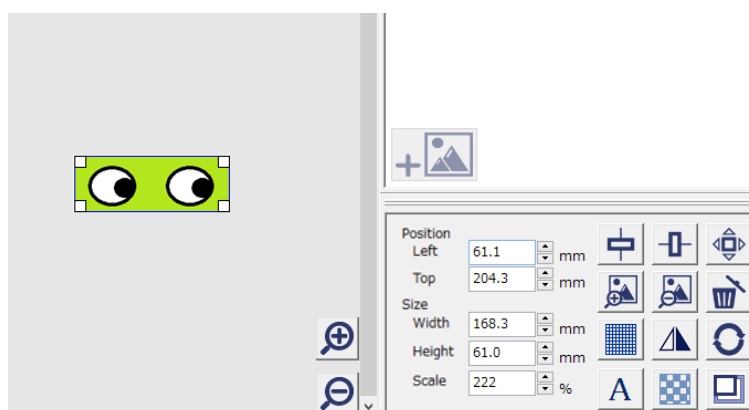 Position
Left 61.1 mm
Top 204.3 mm
Size
Width 168.3 mm
Height 61.0 mm
Scale 222 %
A